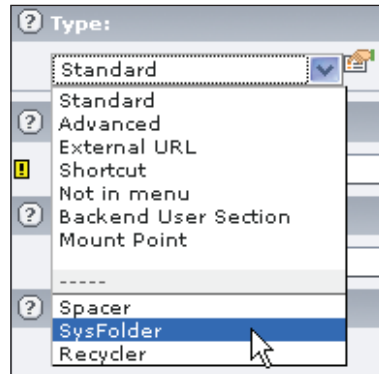 Type:
Standard
Standard
Advanced
External URL
Shortcut
Not in menu
Backend User Section
Mount Point
-----
Spacer
SysFolder
Recycler